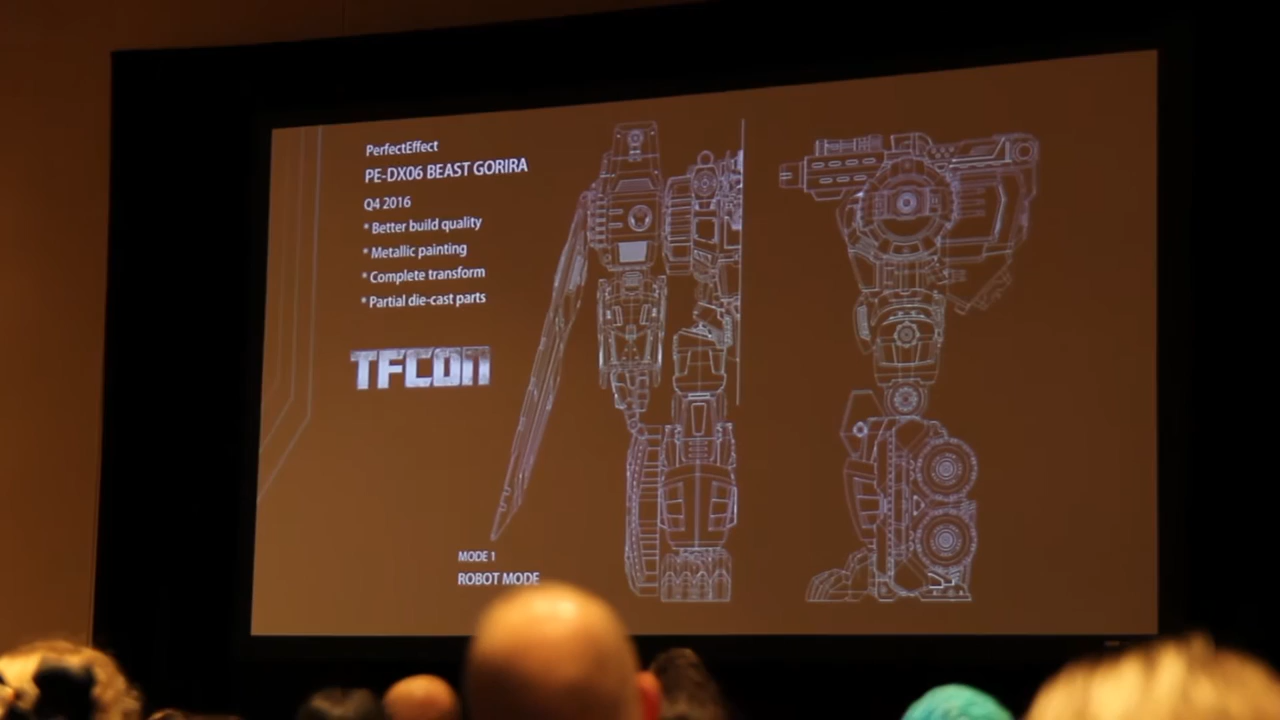 PerfectEffect
PE-DX06 BEAST GORIRA
Q4 2016
* Better build quality
* Metallic painting
* Complete transform
* Partial die-cast parts
TFCON
MODE 1
ROBOT MODE